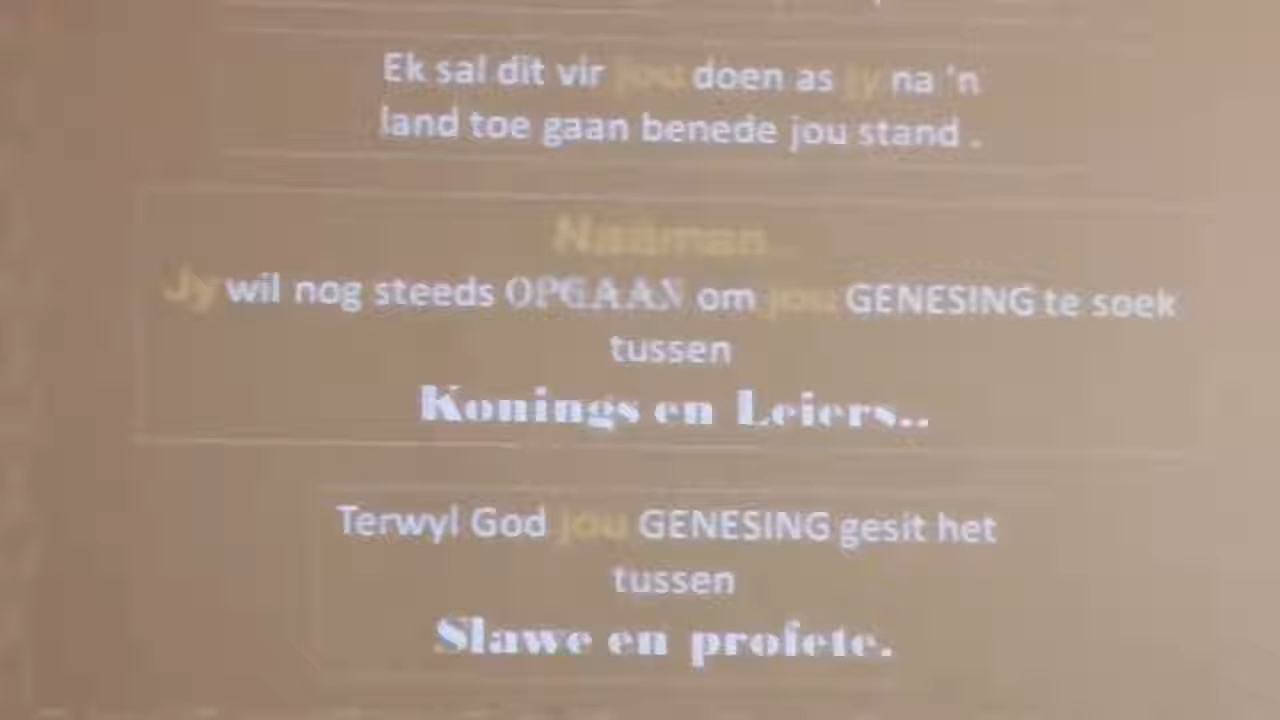 Ek sal dit vir jou doen as jy na 'n
land toe gaan benede jou stand .
Naaman..
Jy wil nog steeds OPGAAN om jou GENESING te soek
tussen
Konings en Leiers..
Terwyl God jou GENESING gesit het
tussen
Slawe en profete.